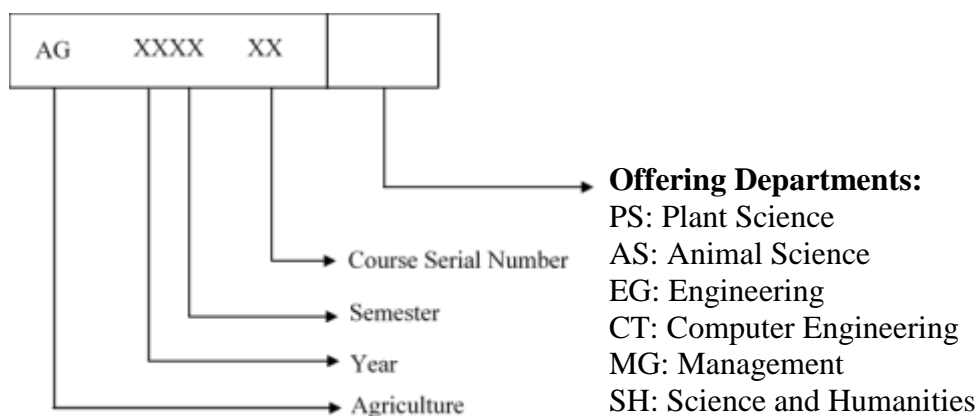 AG XXXX XX
Offering Departments:
PS: Plant Science
AS: Animal Science
EG: Engineering
CT: Computer Engineering
MG: Management
SH: Science and Humanities
Course Serial Number
Semester
Year
Agriculture